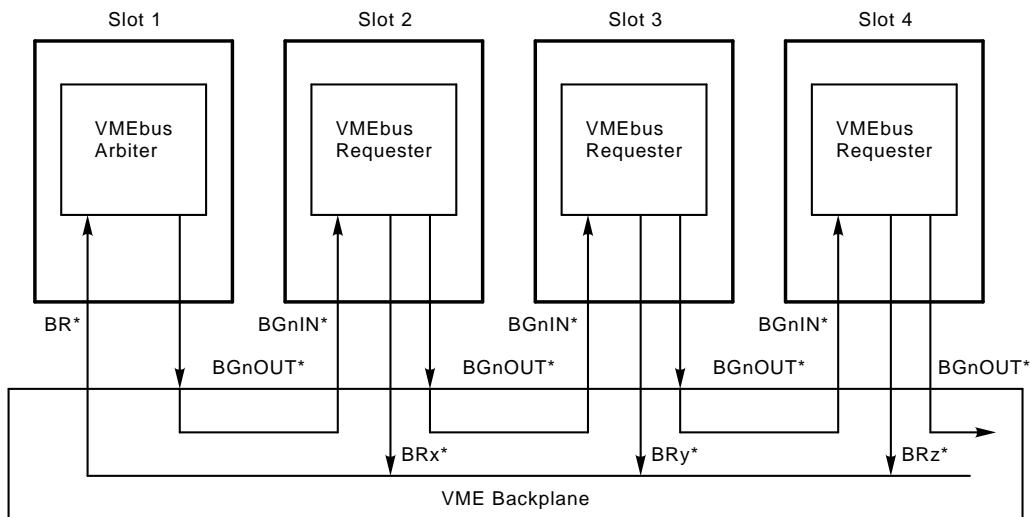 Slot 1
Slot 2
Slot 3
Slot 4
VMEbus
Arbiter
VMEbus
Requester
VMEbus
Requester
VMEbus
Requester
BR*
BGnIN*
BGnIN*
BGnIN*
BGnOUT*
BGnOUT*
BGnOUT*
BGnOUT*
BRx*
BRy*
BRz*
VME Backplane